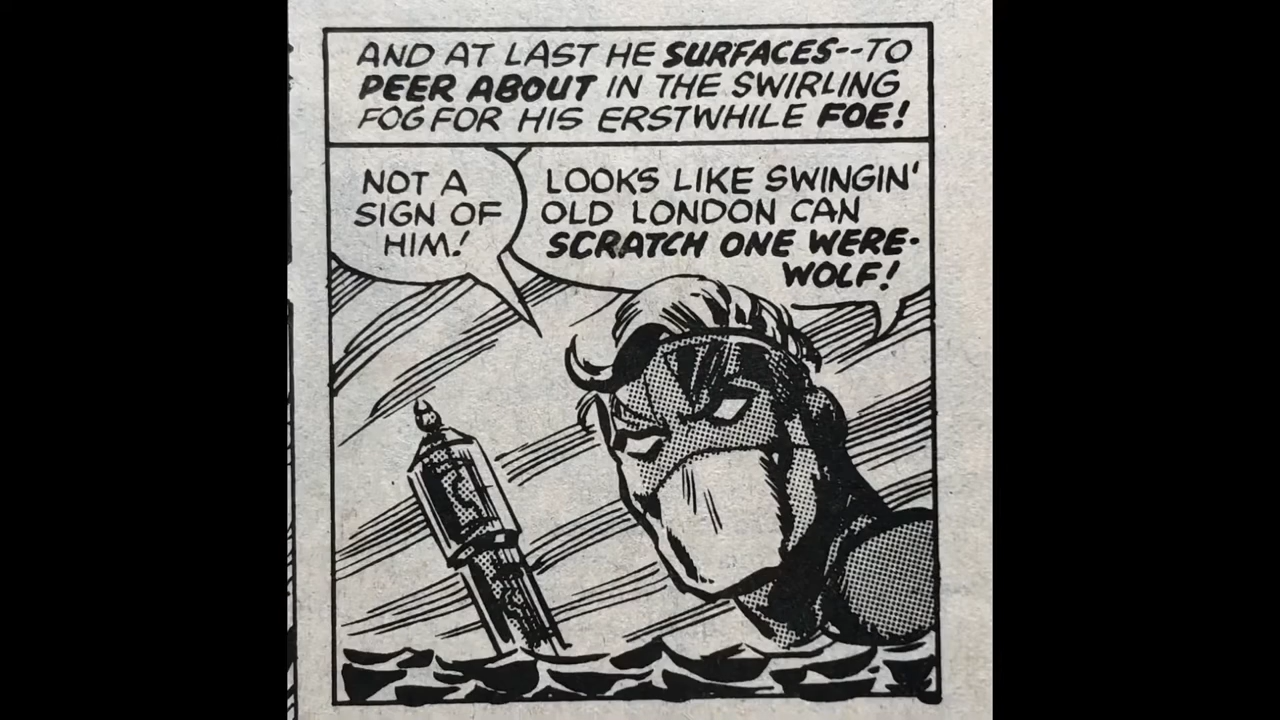 AND AT LAST HE SURFACES--TO
PEER ABOUT IN THE SWIRLING
FOG FOR HIS ERSTWHILE FOE!
NOT A
SIGN OF
HIM!
LOOKS LIKE SWINGIN'
OLD LONDON CAN
SCRATCH ONE WERE-
WOLF!